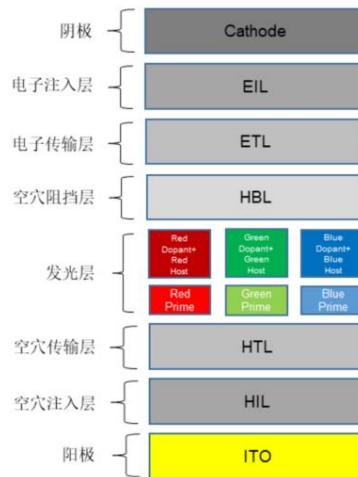 阴极
Cathode
电子注入层
EIL
电子传输层
ETL
空穴阻挡层
HBL
发光层
Red
Dopant+
Red
Host
Green
Dopant+
Green
Host
Blue
Dopant+
Blue
Host
Red
Prime
Green
Prime
Blue
Prime
空穴传输层
HTL
空穴注入层
HIL
阳极
ITO